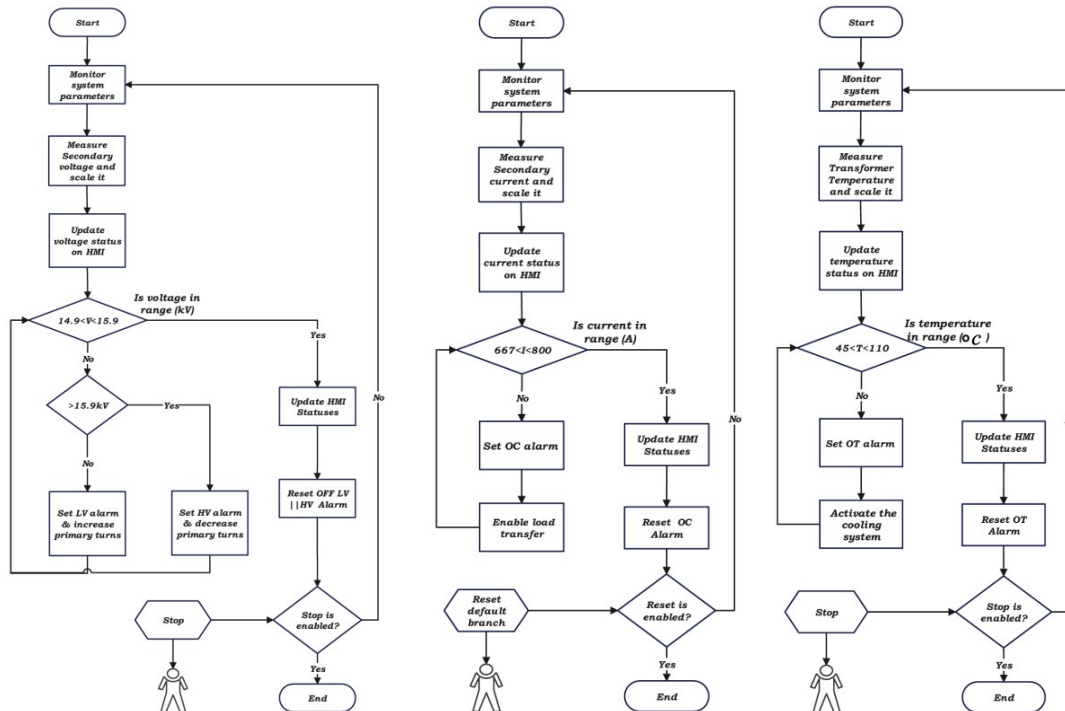 Start
Monitor
system
parameters
Measure
Secondary
voltage and
scale it
Update
voltage status
on HMI
Is voltage in
range (kV)
14.9<V<15.9
Yes
No
>15.9kV
Yes
No
Update HMI
Statuses
No
Set LV alarm
& increase
primary turns
Set HV alarm
& decrease
primary turns
Reset OFF LV
||HV Alarm
Stop
Stop is
enabled?
Yes
End
Start
Monitor
system
parameters
Measure
Secondary
current and
scale it
Update
current status
on HMI
Is current in
range (A)
667<I<800
Yes
No
Set OC alarm
Update HMI
Statuses
No
Enable load
transfer
Reset OC
Alarm
Reset
default
branch
Reset is
enabled?
Yes
End
Start
Monitor
system
parameters
Measure
Transformer
Temperature
and scale it
Update
temperature
status on HMI
Is temperature
in range (oC )
45<T<110
Yes
No
Set OT alarm
Update HMI
Statuses
Activate the
cooling
system
Reset OT
Alarm
Stop
Stop is
enabled?
Yes
End